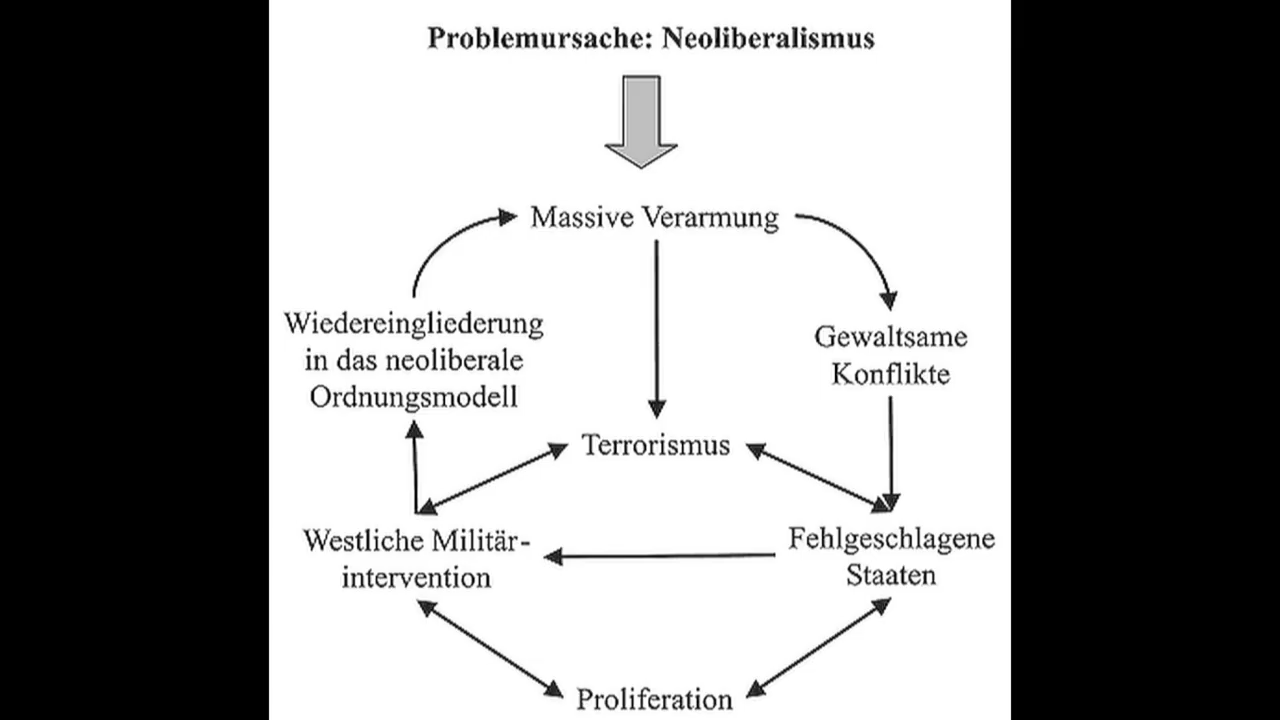 Problemursache: Neoliberalismus
Massive Verarmung
Wiedereingliederung
in das neoliberale
Ordnungsmodell
Gewaltsame
Konflikte
Terrorismus
Westliche Militär-
intervention
Fehlgeschlagene
Staaten
Proliferation